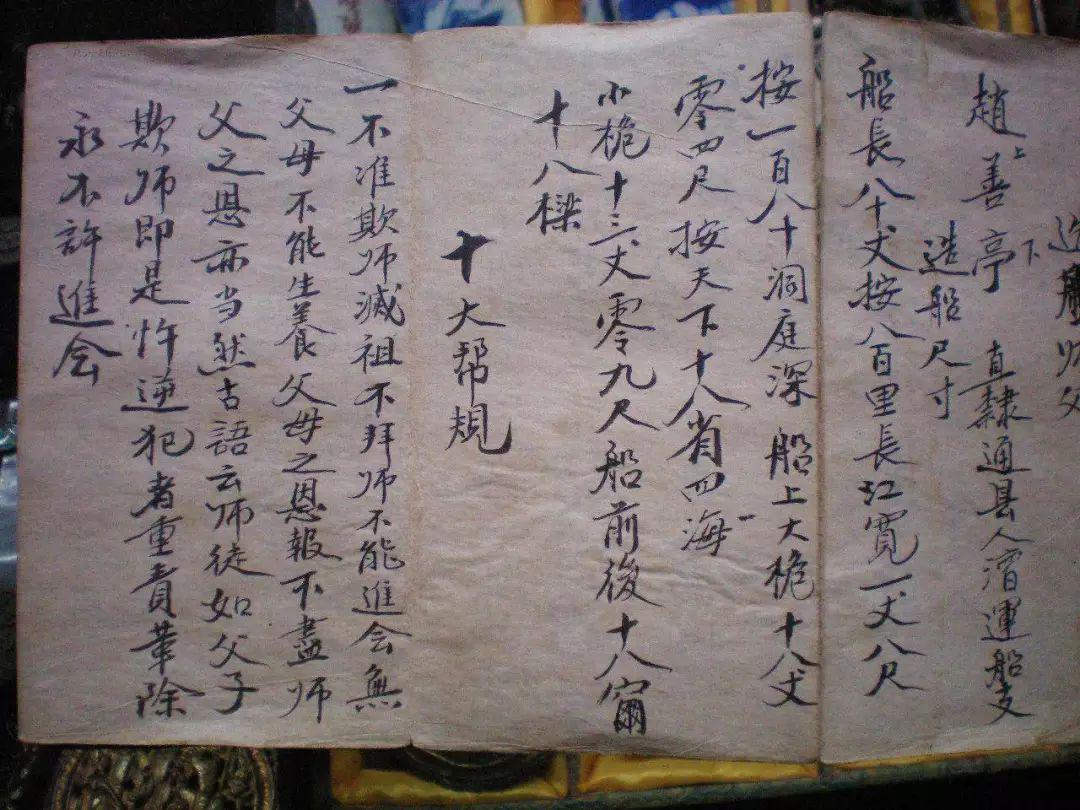 造船师父
趙上善下亭 直隸通县人漕運船支
造船尺寸
船長八十丈按八百里長江寬一丈八尺
按一百八十洞庭深 船上大桅十八丈
零四尺 按天下十八省四海
小桅十三丈零九尺船前後十八
十八樑
十大帮規
一不准欺师滅祖不拜师不能進会無
父母不能生養父母之恩報不盡师
父之恩亦当然古語云师徒如父子
欺师即是忤逆犯者重責革除
永不許進会